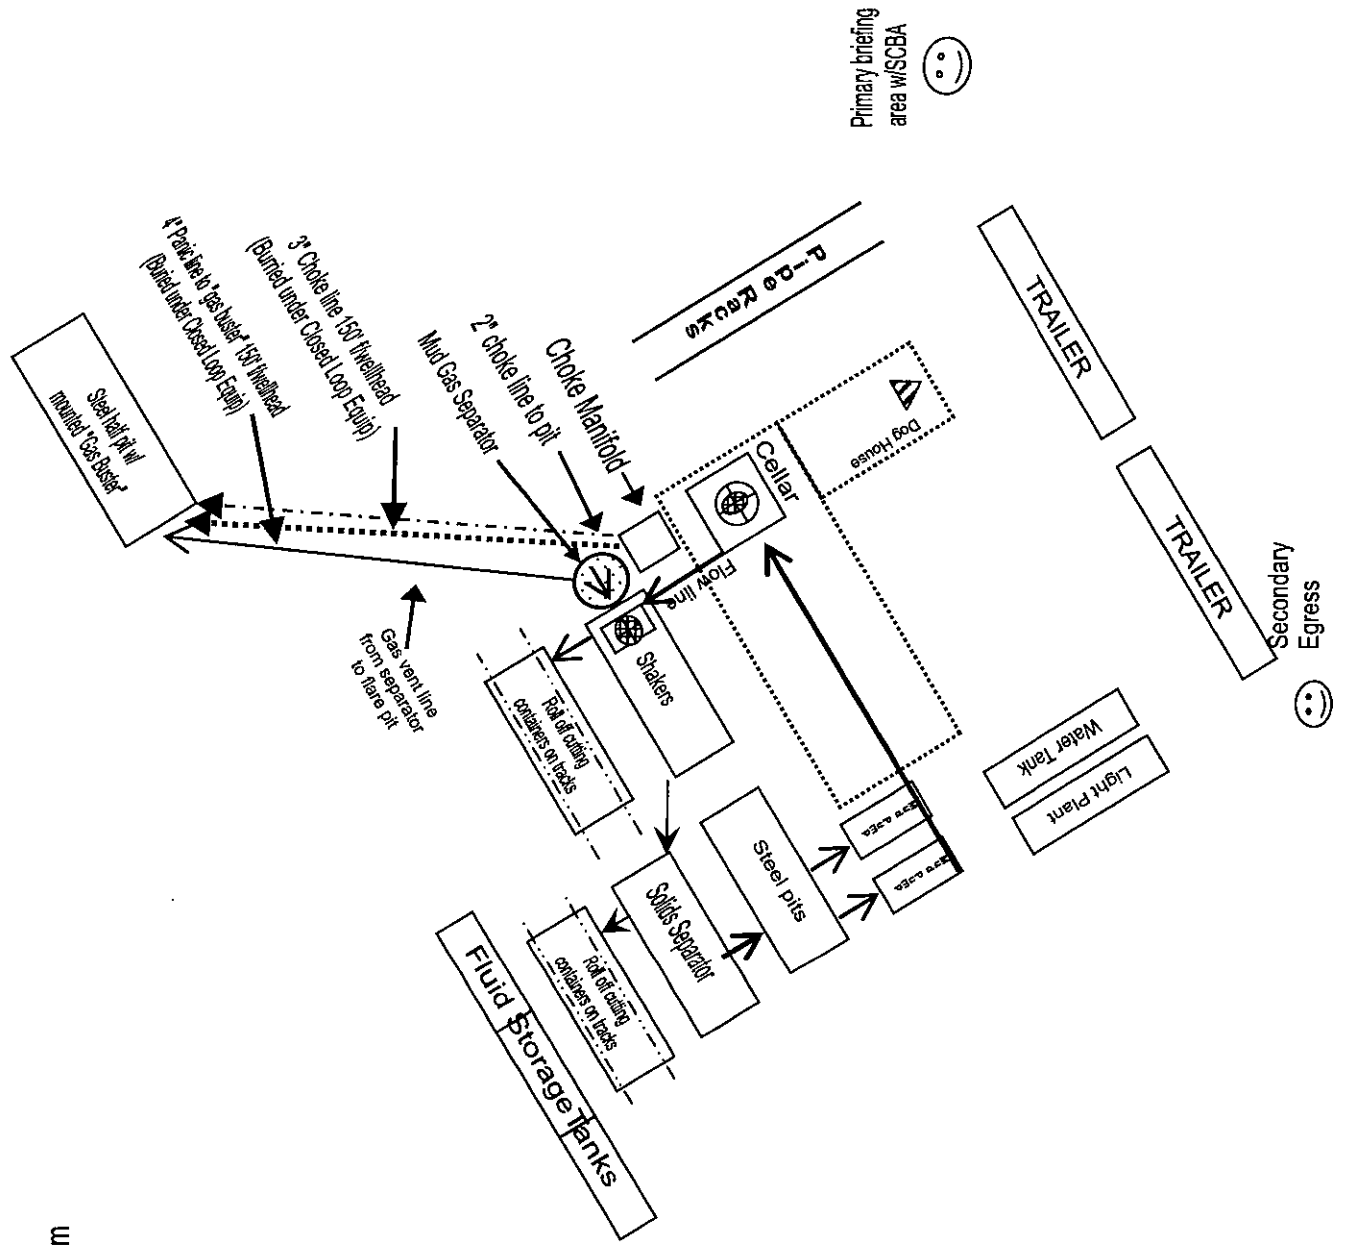 Primary briefing
area w/SCBA
Steel half pit w/
mounted "Gas Buster"
4" Panic line to "gas buster" 150' f/wellhead
(Buried under Closed Loop Equip)
3" Choke line 150' f/wellhead
(Burried under Closed Loop Equip)
Mud Gas Separator
2" choke line to pit
Choke Manifold
Pipe Racks
TRAILER
Dog House
Cellar
Flow line
Gas vent line
from separator
to flare pit
Shakers
Roll off cutting
containers on tracks
TRAILER
Secondary
Egress
Water Tank
Light Plant
Steel pits
Solids Separator
Roll off cutting
containers on tracks
Fluid Storage Tanks
m